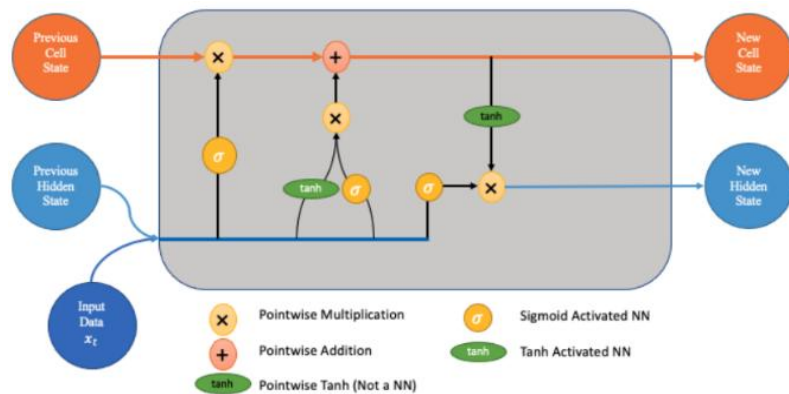 Previous
Cell
State
New
Cell
State
×
+
×
tanh
σ
tanh
σ
σ
×
Previous
Hidden
State
New
Hidden
State
Input
Data
xₜ
× Pointwise Multiplication
σ Sigmoid Activated NN
+ Pointwise Addition
tanh Tanh Activated NN
tanh Pointwise Tanh (Not a NN)